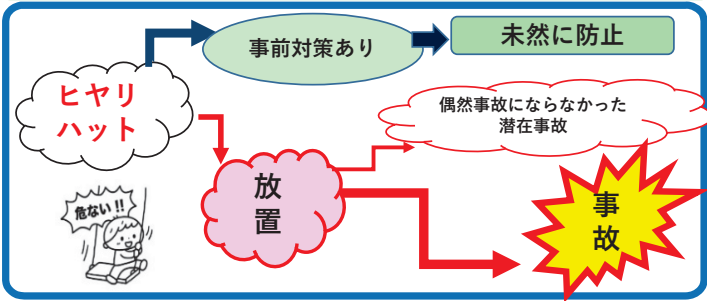 事前対策あり
未然に防止
ヒヤリ
ハット
偶然事故にならなかった
潜在事故
放
置
危ない!!
事
故